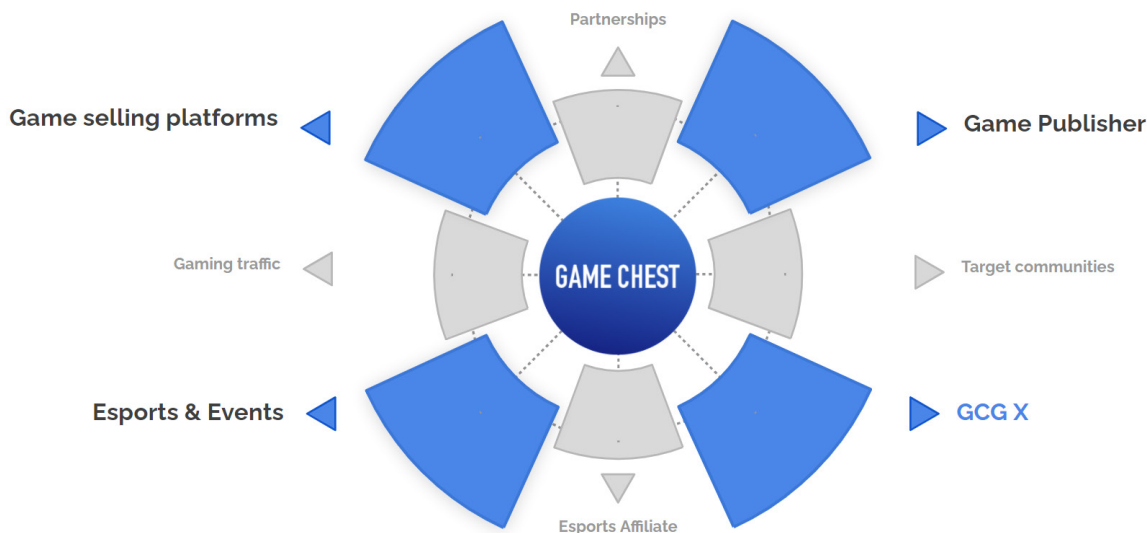 Partnerships
Game selling platforms
Game Publisher
Gaming traffic
GAME CHEST
Target communities
Esports & Events
GCG X
Esports Affiliate